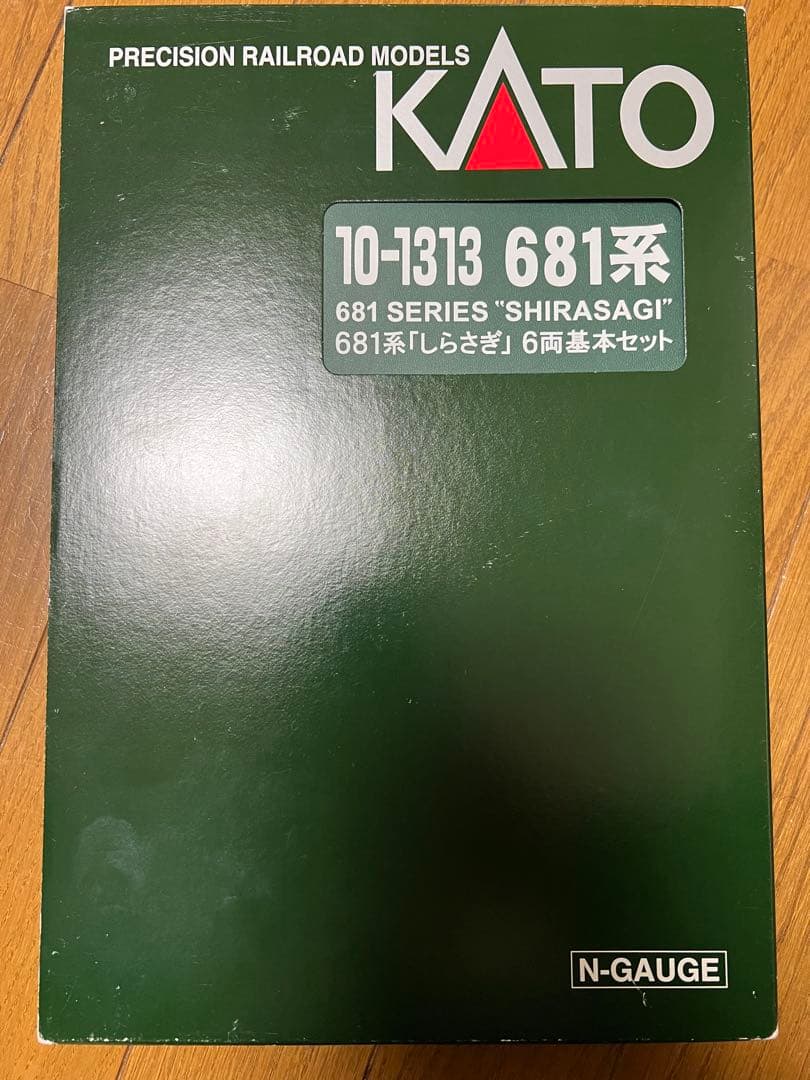 PRECISION RAILROAD MODELS
KATO
10-1313 681系
681 SERIES "SHIRASAGI"
681系「しらさぎ」6両基本セット
N-GAUGE